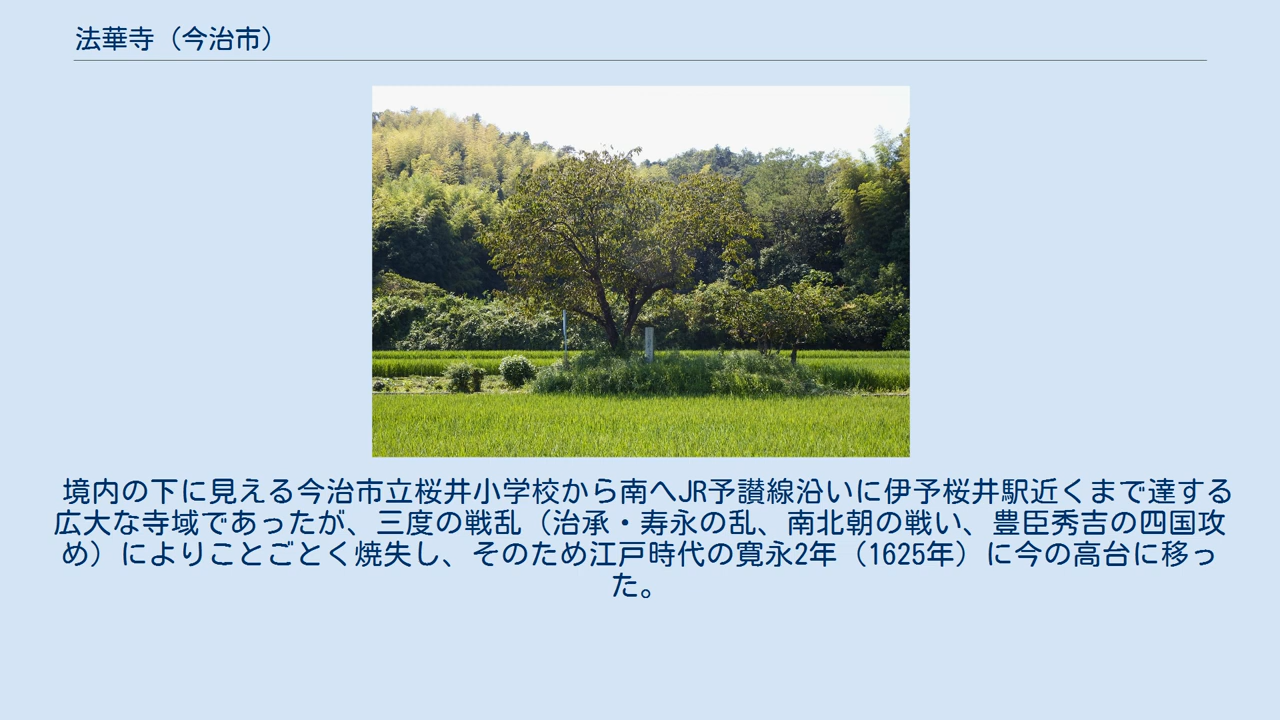 法華寺（今治市）
境内の下に見える今治市立桜井小学校から南へJR予讃線沿いに伊予桜井駅近くまで達する
広大な寺域であったが、三度の戦乱（治承・寿永の乱、南北朝の戦い、豊臣秀吉の四国攻
め）によりことごとく焼失し、そのため江戸時代の寛永2年（1625年）に今の高台に移っ
た。